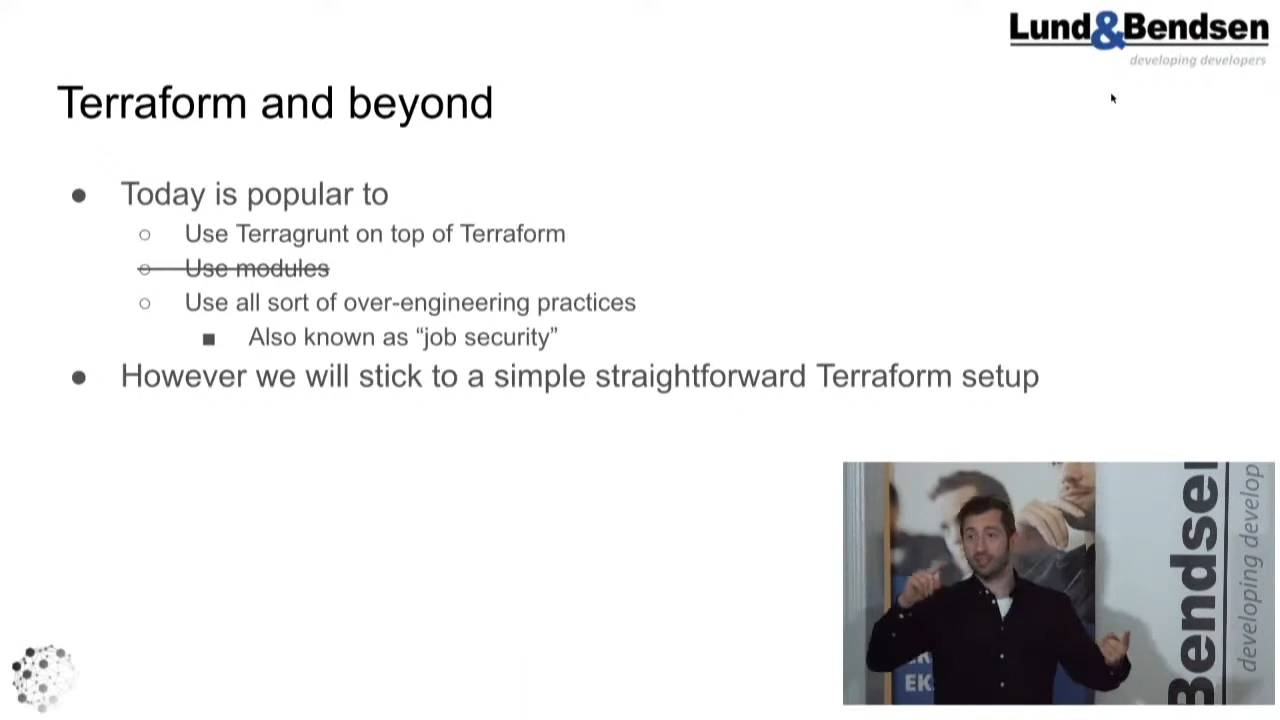 Lund&Bendsen
developing developers
Terraform and beyond
● Today is popular to
○ Use Terragrunt on top of Terraform
○ Use modules
○ Use all sort of over-engineering practices
■ Also known as “job security”
● However we will stick to a simple straightforward Terraform setup
Bendsen
developing develop
EK